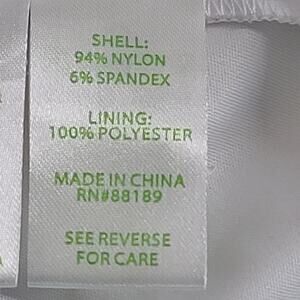 SHELL:
94% NYLON
6% SPANDEX
LINING:
100% POLYESTER
MADE IN CHINA
RN#88189
SEE REVERSE
FOR CARE